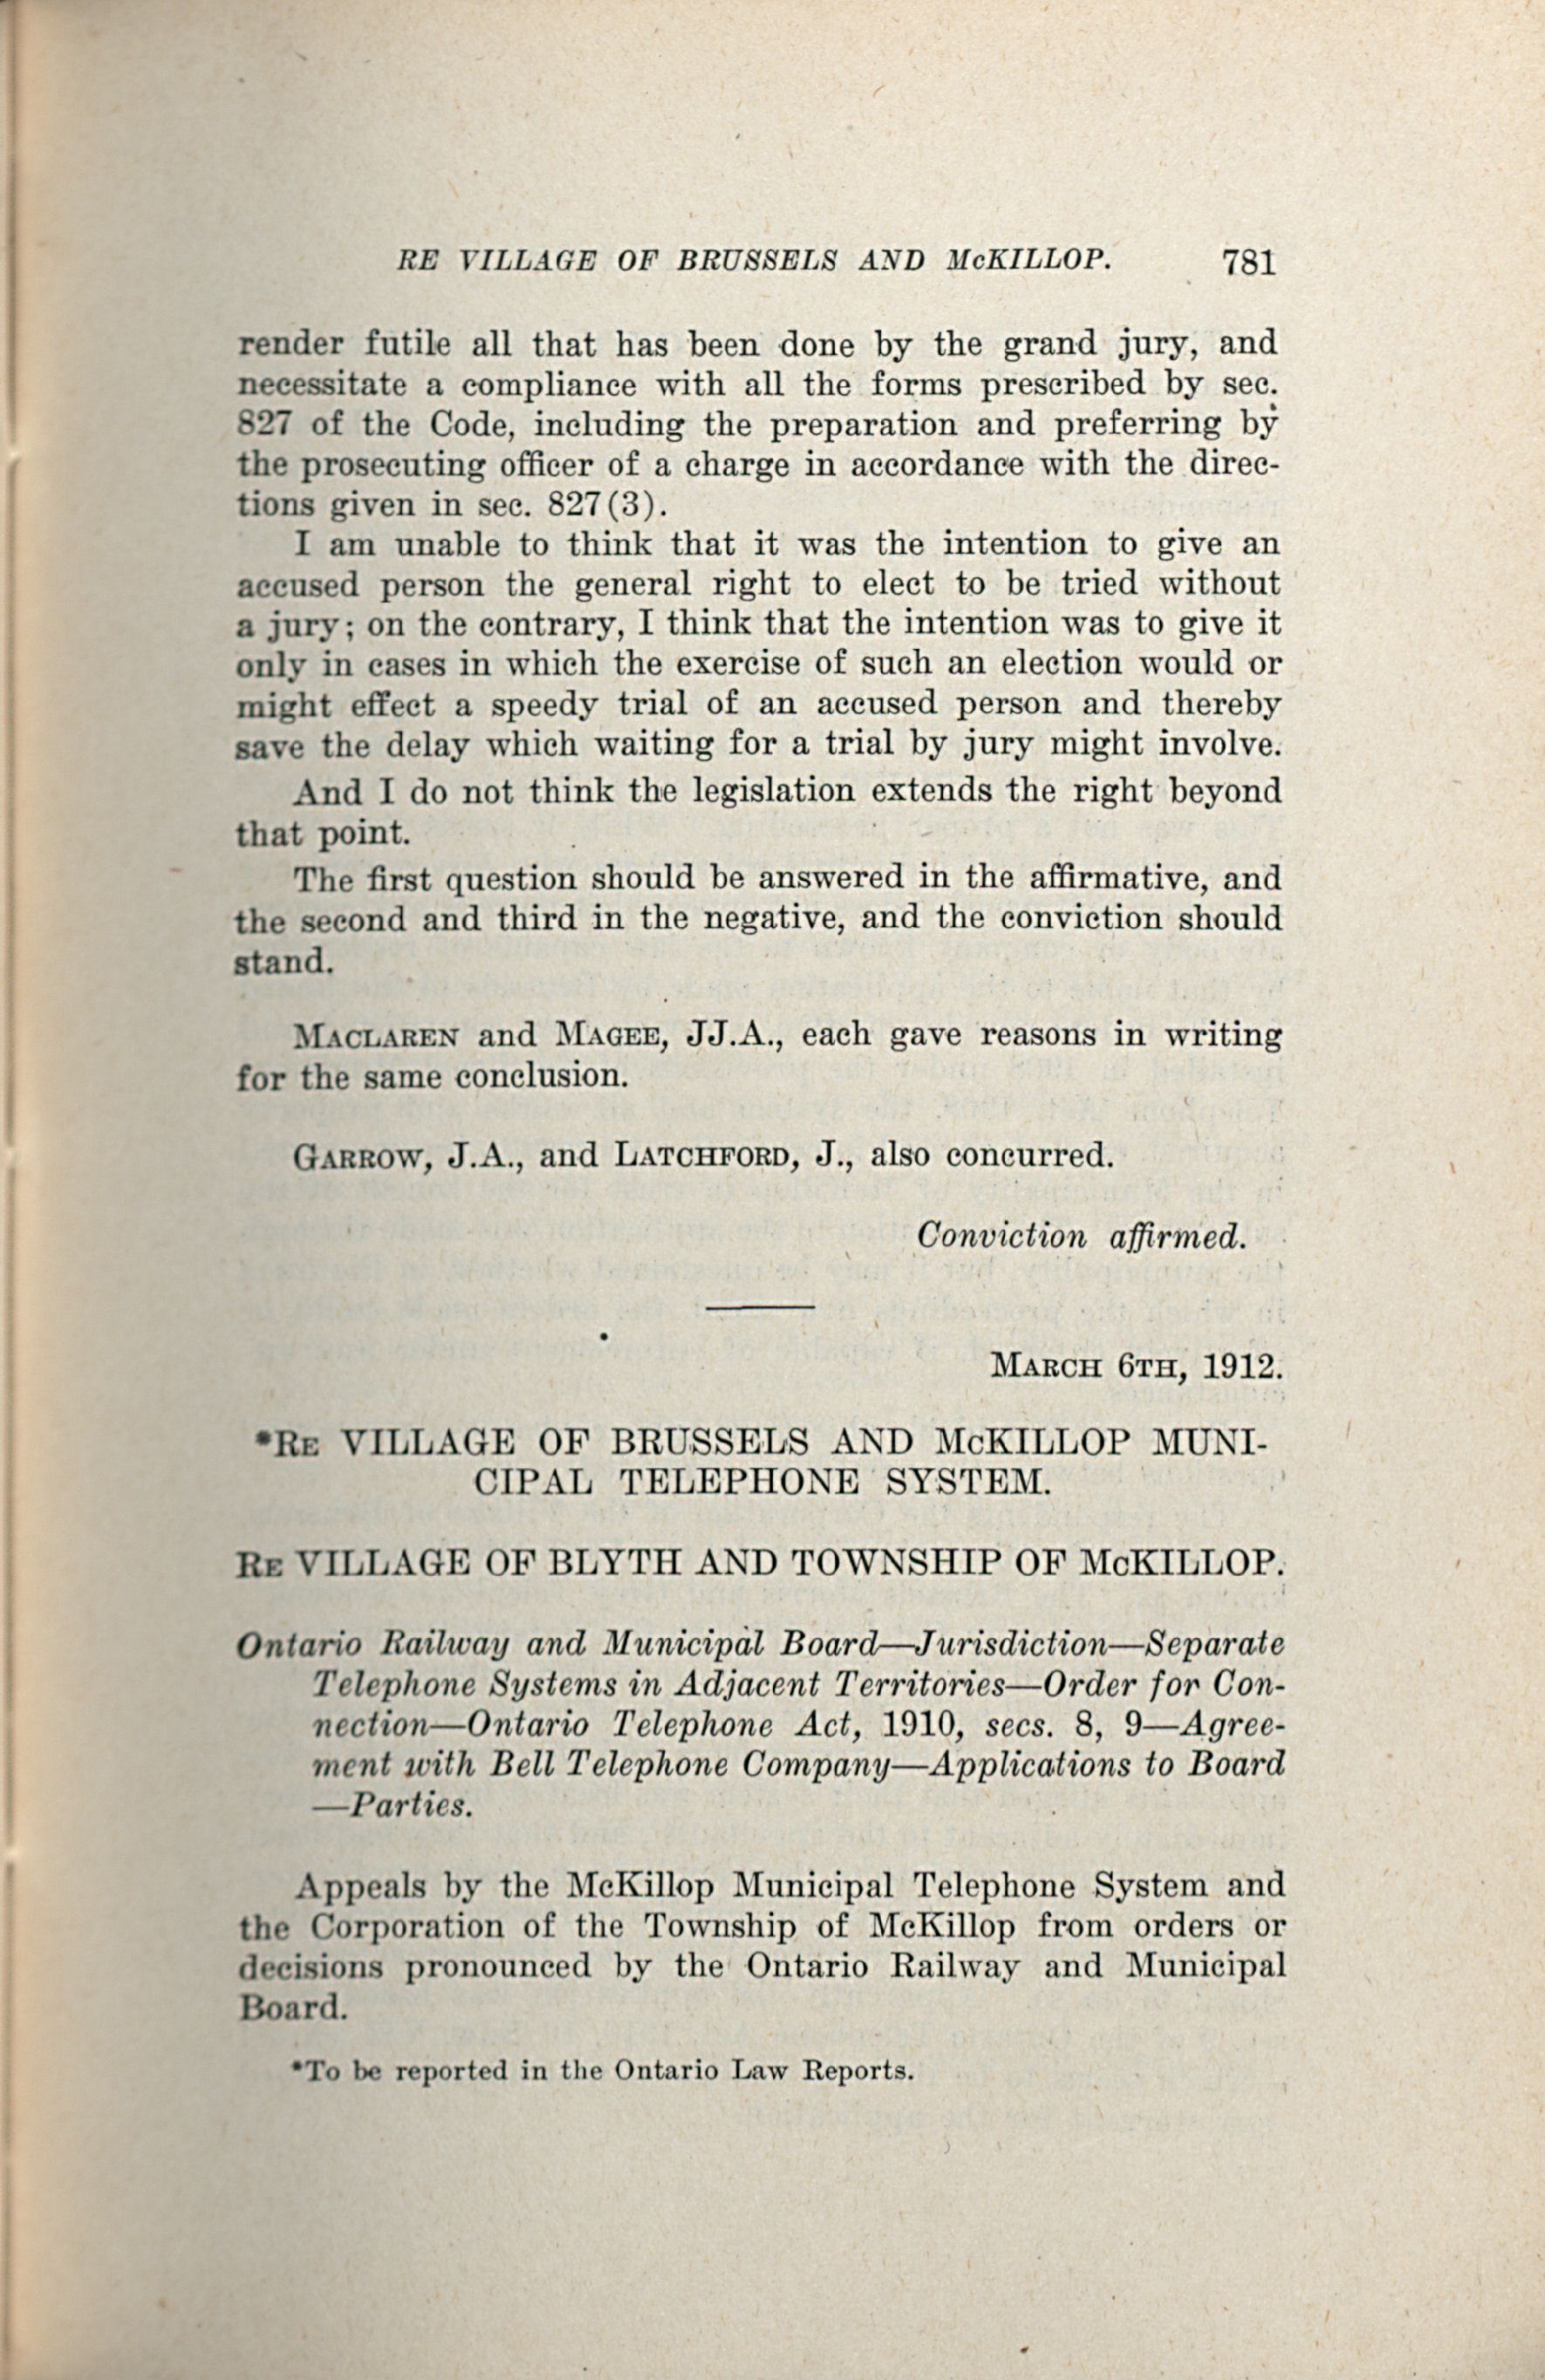 RE VILLAGE OF BRUSSELS AND McKILLOP. 781
render futile all that has been done by the grand jury, and
necessitate a compliance with all the forms prescribed by sec.
827 of the Code, including the preparation and preferring by
the prosecuting officer of a charge in accordance with the direc-
tions given in sec. 827(3).
I am unable to think that it was the intention to give an
accused person the general right to elect to be tried without
a jury; on the contrary, I think that the intention was to give it
only in cases in which the exercise of such an election would or
might effect a speedy trial of an accused person and thereby
save the delay which waiting for a trial by jury might involve.
And I do not think the legislation extends the right beyond
that point.
The first question should be answered in the affirmative, and
the second and third in the negative, and the conviction should
stand.
MACLAREN and MAGEE, JJ.A., each gave reasons in writing
for the same conclusion.
GARROW, J.A., and LATCHFORD, J., also concurred.
Conviction affirmed.
MARCH 6TH, 1912.
*RE VILLAGE OF BRUSSELS AND McKILLOP MUNI-
CIPAL TELEPHONE SYSTEM.
RE VILLAGE OF BLYTH AND TOWNSHIP OF McKILLOP.
Ontario Railway and Municipal Board—Jurisdiction—Separate
Telephone Systems in Adjacent Territories—Order for Con-
nection—Ontario Telephone Act, 1910, secs. 8, 9—Agree-
ment with Bell Telephone Company—Applications to Board
—Parties.
Appeals by the McKillop Municipal Telephone System and
the Corporation of the Township of McKillop from orders or
decisions pronounced by the Ontario Railway and Municipal
Board.
*To be reported in the Ontario Law Reports.